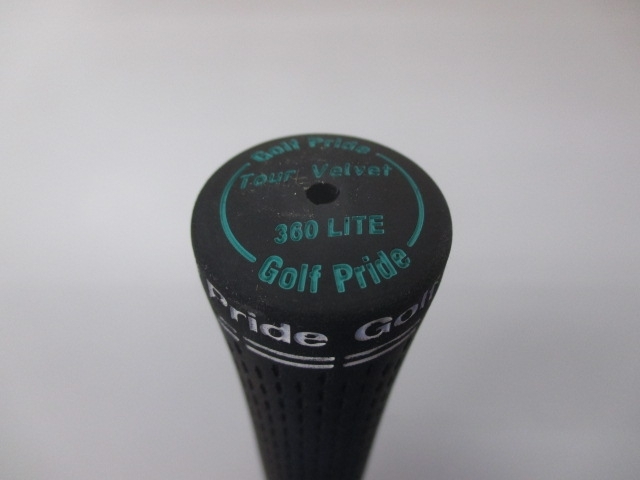 Golf Pride
Tour Velvet
360 LITE
Golf Pride
Pride Golf